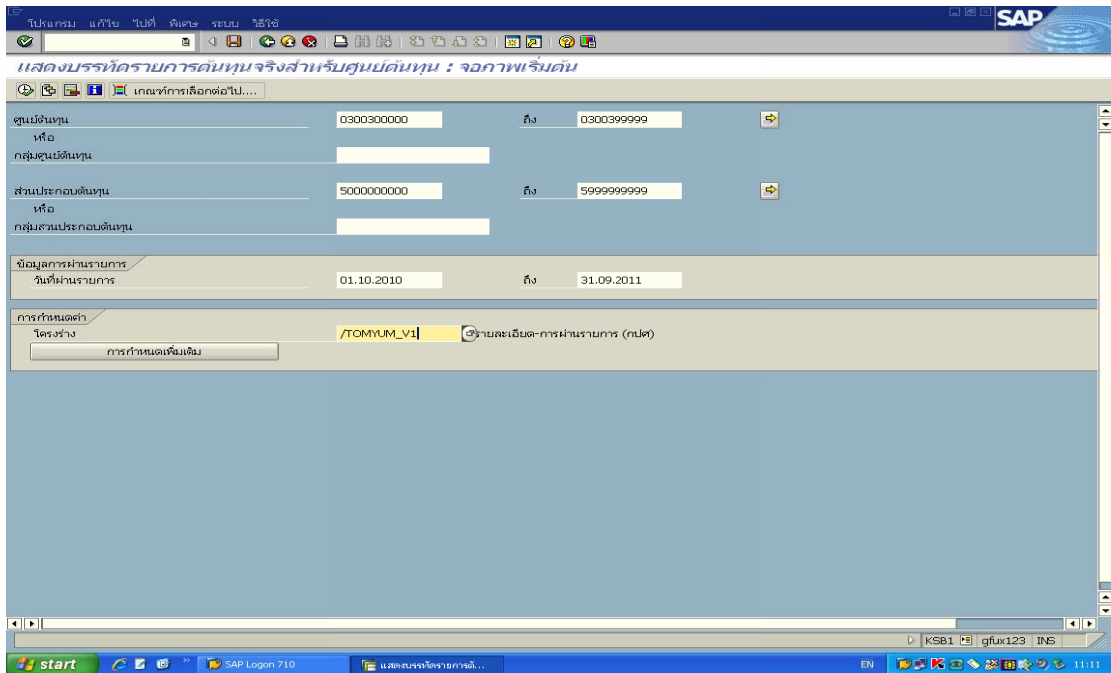 โปรแกรม แก้ไข ไปที่ พิเศษ ระบบ วิธีใช้
SAP
แสดงบรรทัดรายการต้นทุนจริงสำหรับศูนย์ต้นทุน : จอภาพเริ่มต้น
เกณฑ์การเลือกต่อไป....
ศูนย์ต้นทุน 0300300000 ถึง 0300399999
หรือ
กลุ่มศูนย์ต้นทุน
ส่วนประกอบต้นทุน 5000000000 ถึง 5999999999
หรือ
กลุ่มส่วนประกอบต้นทุน
ข้อมูลการผ่านรายการ
วันที่ผ่านรายการ 01.10.2010 ถึง 31.09.2011
การกำหนดค่า
โครงร่าง /TOMYUM_V1 รายละเอียด-การผ่านรายการ (กปศ)
การกำหนดเพิ่มเติม
KSB1 gfux123 INS
start SAP Logon 710 แสดงบรรทัดรายการต้... EN 11:11